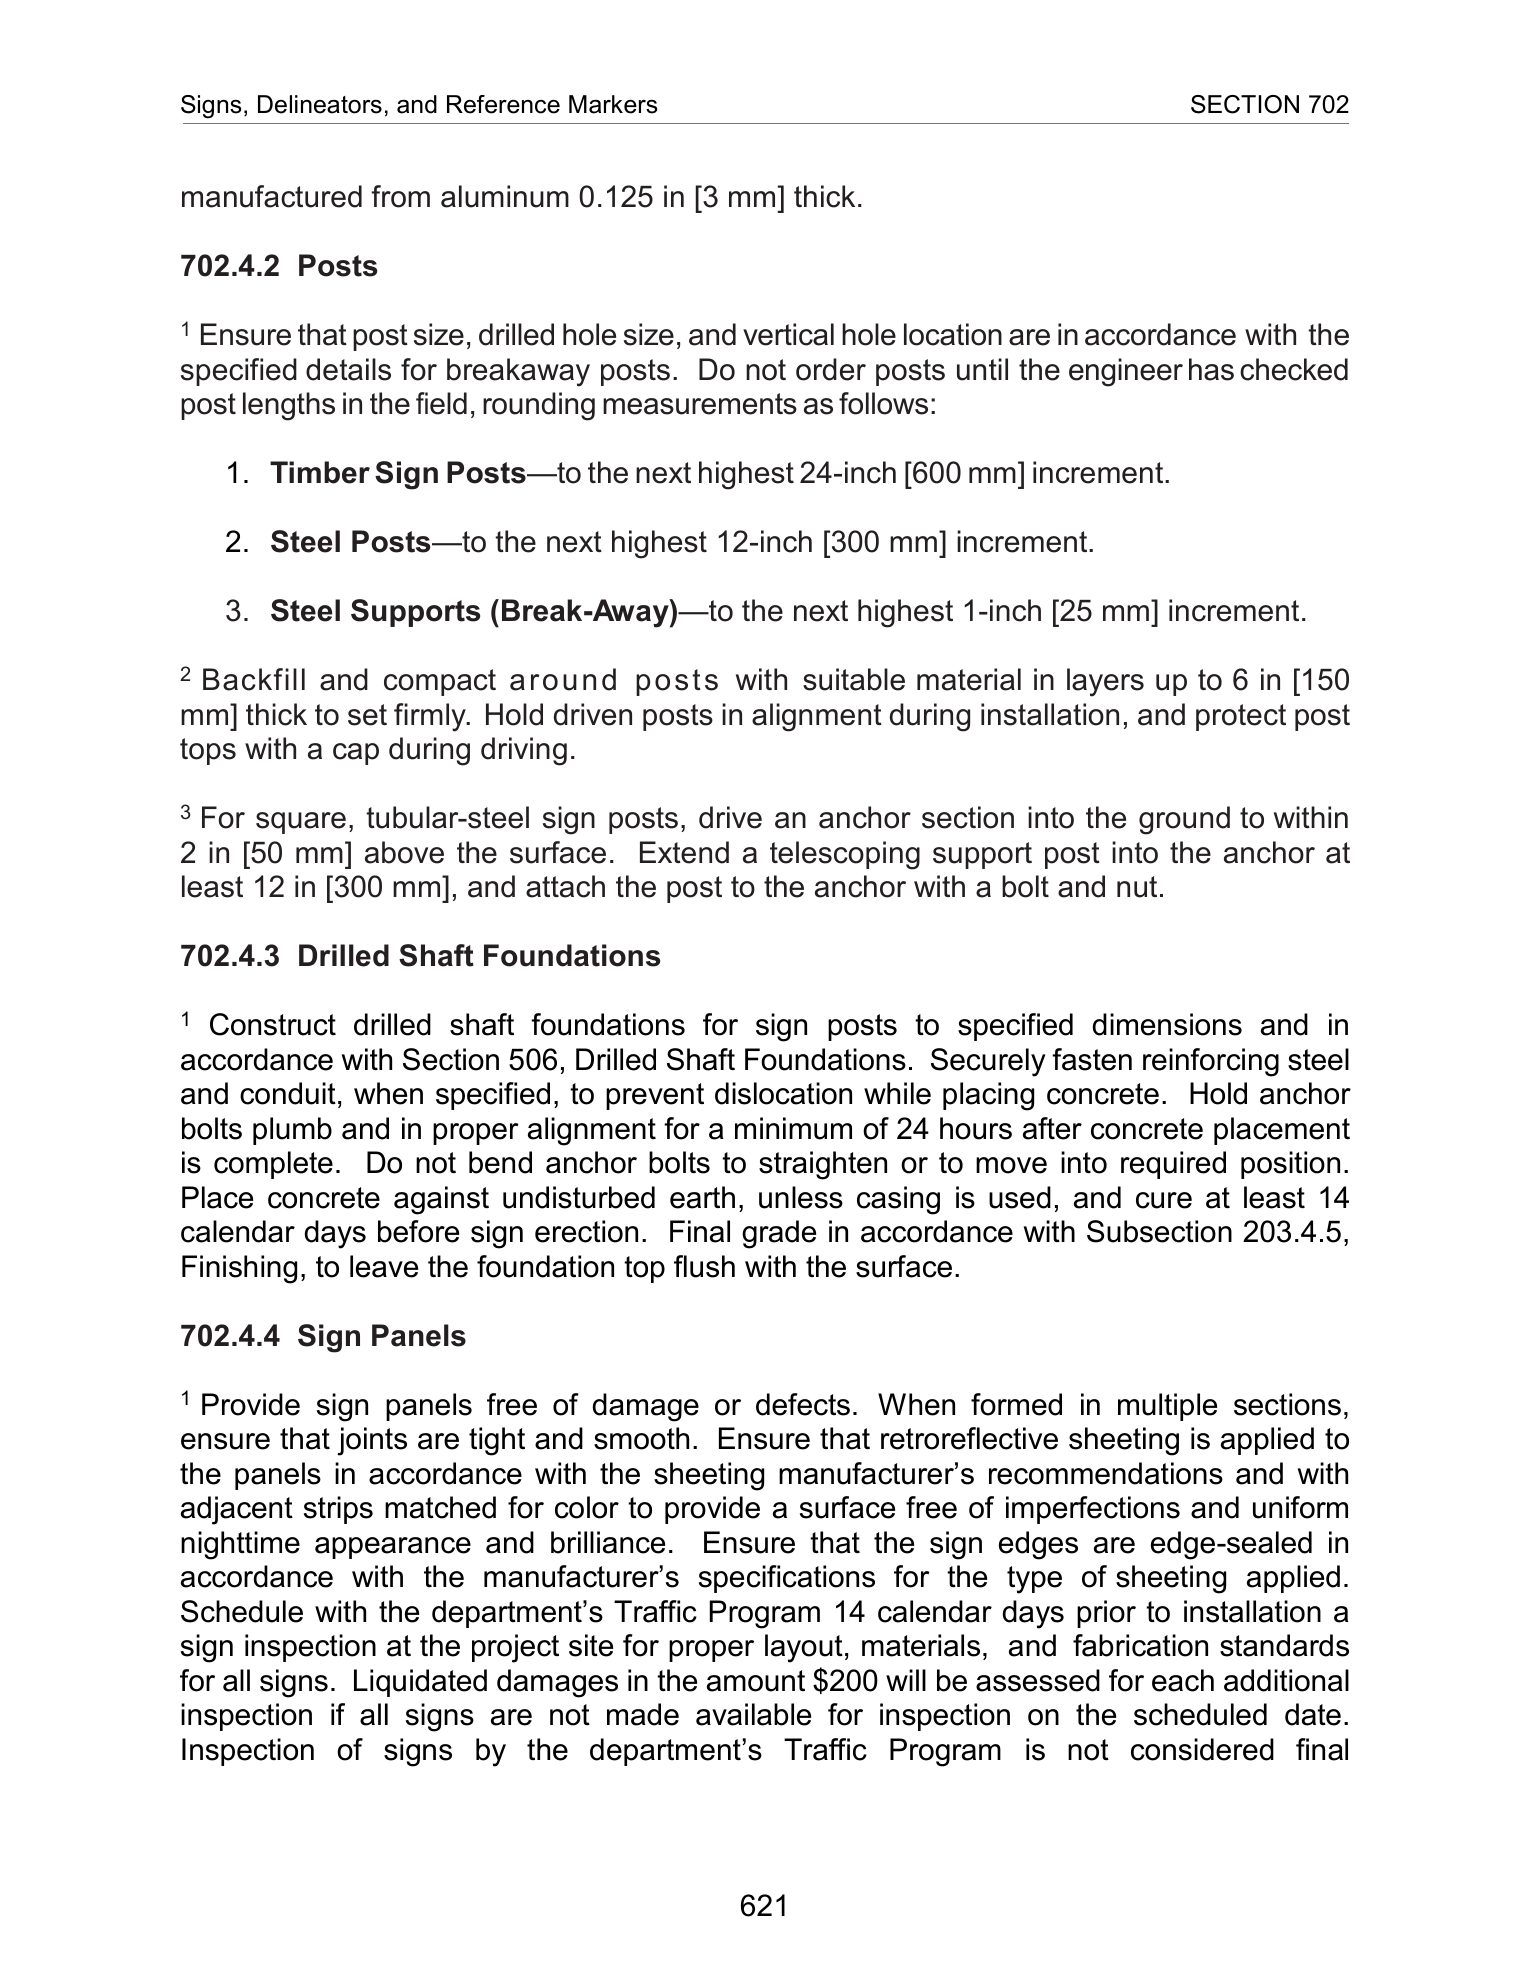 Signs, Delineators, and Reference Markers SECTION 702
manufactured from aluminum 0.125 in [3 mm] thick.
702.4.2 Posts
1 Ensure that post size, drilled hole size, and vertical hole location are in accordance with the
specified details for breakaway posts. Do not order posts until the engineer has checked
post lengths in the field, rounding measurements as follows:
1. Timber Sign Posts—to the next highest 24-inch [600 mm] increment.
2. Steel Posts—to the next highest 12-inch [300 mm] increment.
3. Steel Supports (Break-Away)—to the next highest 1-inch [25 mm] increment.
2 Backfill and compact around posts with suitable material in layers up to 6 in [150
mm] thick to set firmly. Hold driven posts in alignment during installation, and protect post
tops with a cap during driving.
3 For square, tubular-steel sign posts, drive an anchor section into the ground to within
2 in [50 mm] above the surface. Extend a telescoping support post into the anchor at
least 12 in [300 mm], and attach the post to the anchor with a bolt and nut.
702.4.3 Drilled Shaft Foundations
1 Construct drilled shaft foundations for sign posts to specified dimensions and in
accordance with Section 506, Drilled Shaft Foundations. Securely fasten reinforcing steel
and conduit, when specified, to prevent dislocation while placing concrete. Hold anchor
bolts plumb and in proper alignment for a minimum of 24 hours after concrete placement
is complete. Do not bend anchor bolts to straighten or to move into required position.
Place concrete against undisturbed earth, unless casing is used, and cure at least 14
calendar days before sign erection. Final grade in accordance with Subsection 203.4.5,
Finishing, to leave the foundation top flush with the surface.
702.4.4 Sign Panels
1 Provide sign panels free of damage or defects. When formed in multiple sections,
ensure that joints are tight and smooth. Ensure that retroreflective sheeting is applied to
the panels in accordance with the sheeting manufacturer’s recommendations and with
adjacent strips matched for color to provide a surface free of imperfections and uniform
nighttime appearance and brilliance. Ensure that the sign edges are edge-sealed in
accordance with the manufacturer’s specifications for the type of sheeting applied.
Schedule with the department’s Traffic Program 14 calendar days prior to installation a
sign inspection at the project site for proper layout, materials, and fabrication standards
for all signs. Liquidated damages in the amount $200 will be assessed for each additional
inspection if all signs are not made available for inspection on the scheduled date.
Inspection of signs by the department’s Traffic Program is not considered final
621